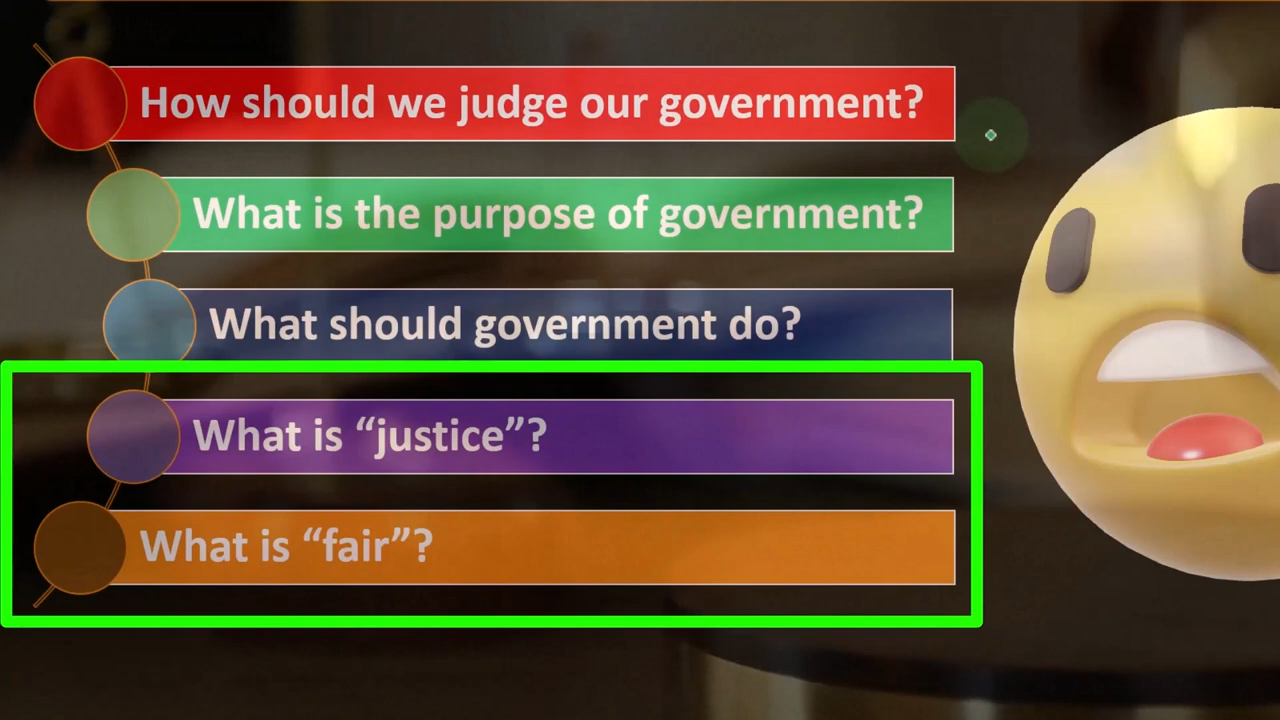 How should we judge our government?
What is the purpose of government?
What should government do?
What is “justice”?
What is “fair”?